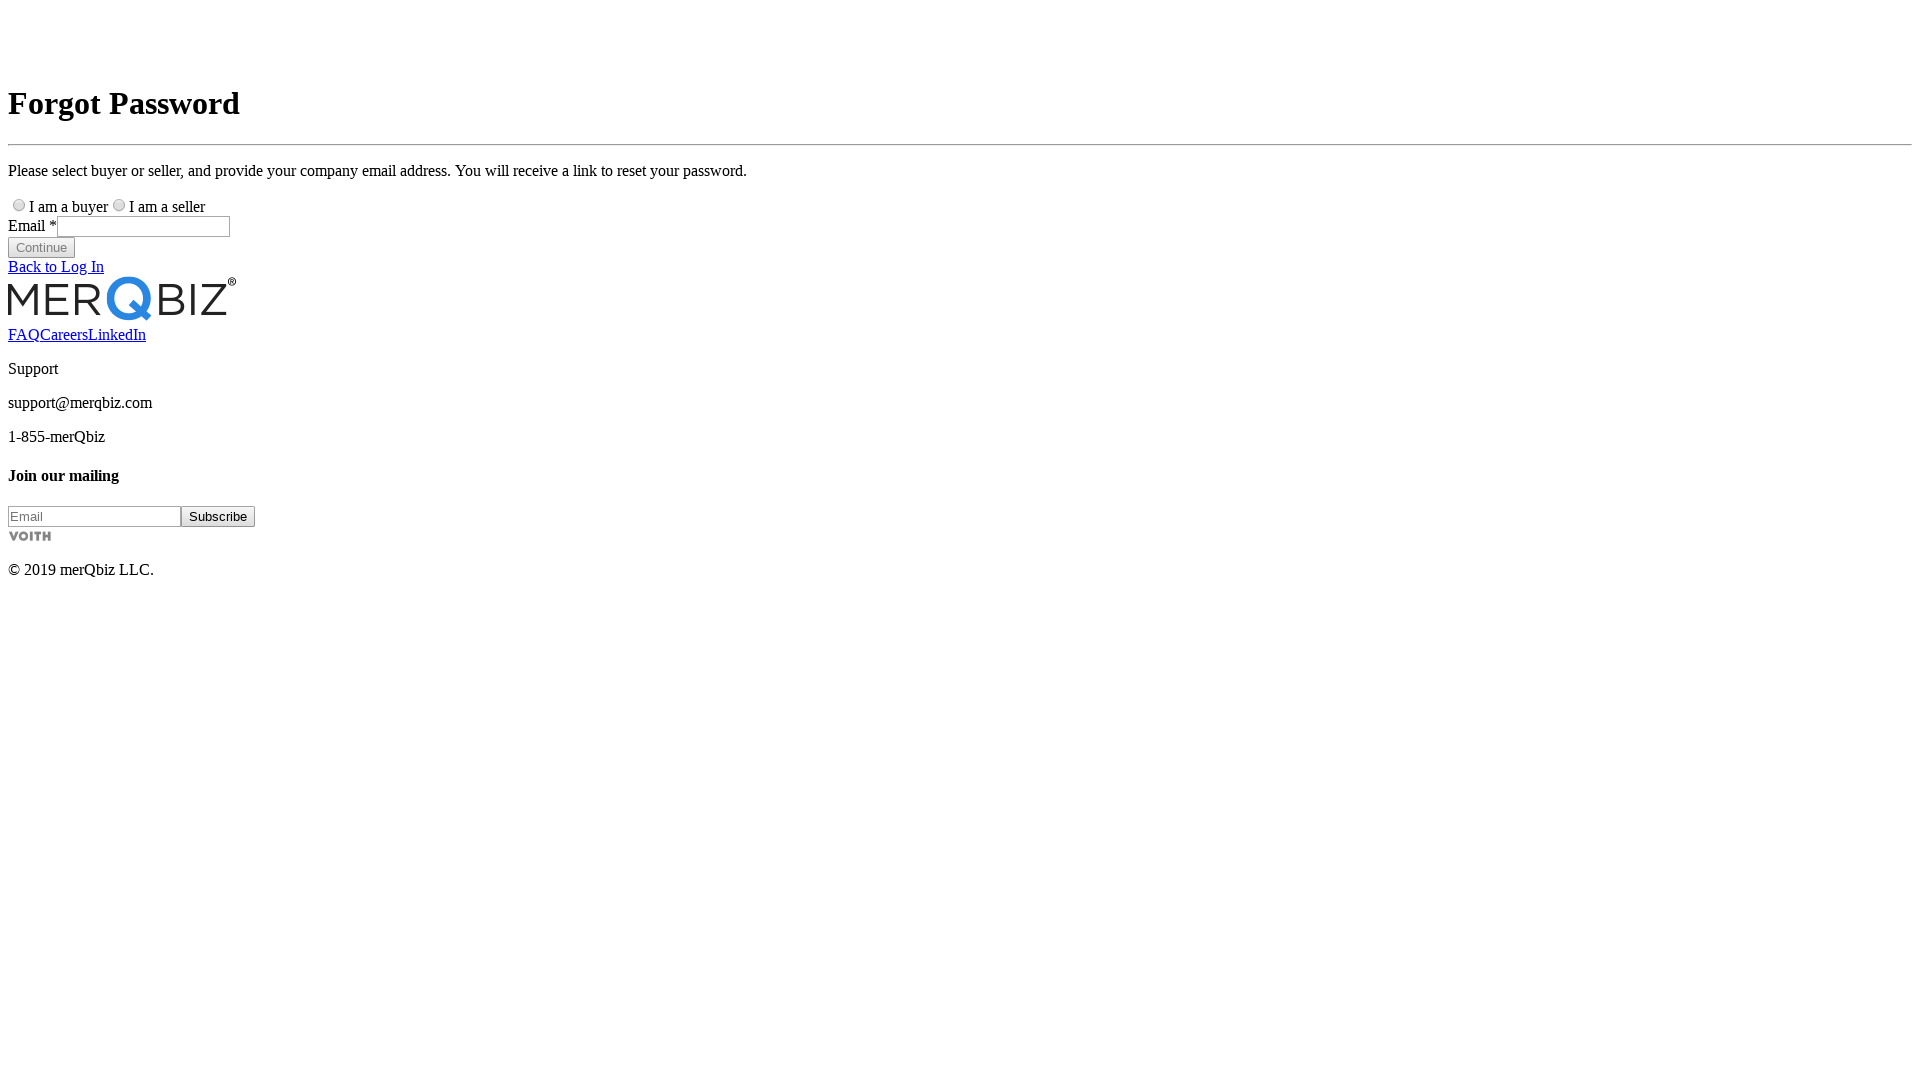 Forgot Password
Please select buyer or seller, and provide your company email address. You will receive a link to reset your password.
I am a buyer I am a seller
Email *
Continue
Back to Log In
MERQBIZ®
FAQCareersLinkedIn
Support
support@merqbiz.com
1-855-merQbiz
Join our mailing
Email Subscribe
VOITH
© 2019 merQbiz LLC.